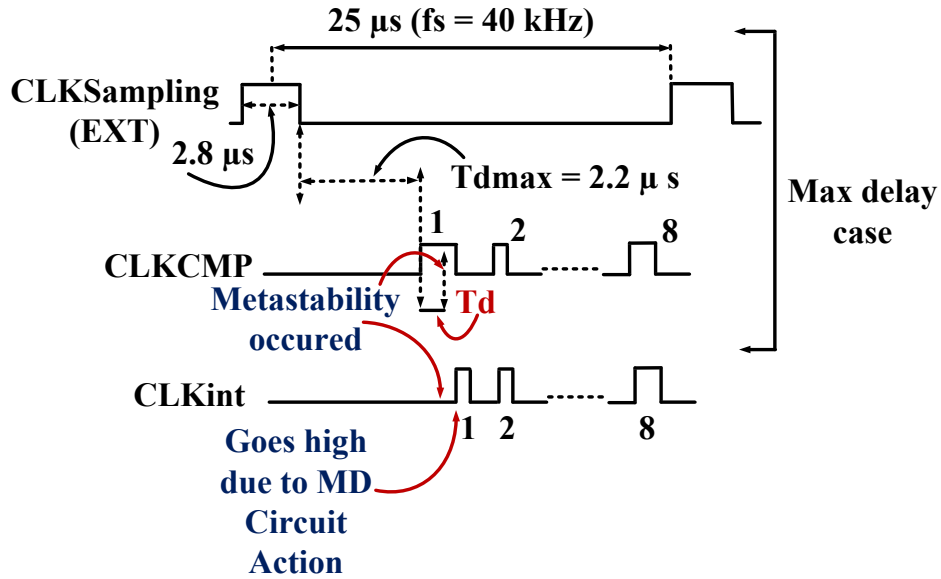 25 µs (fs = 40 kHz)
CLKSampling
(EXT)
2.8 µs
Tdmax = 2.2 µ s
Max delay
case
1
2
8
CLKCMP
Metastability
occured
Td
CLKint
1
2
8
Goes high
due to MD
Circuit
Action